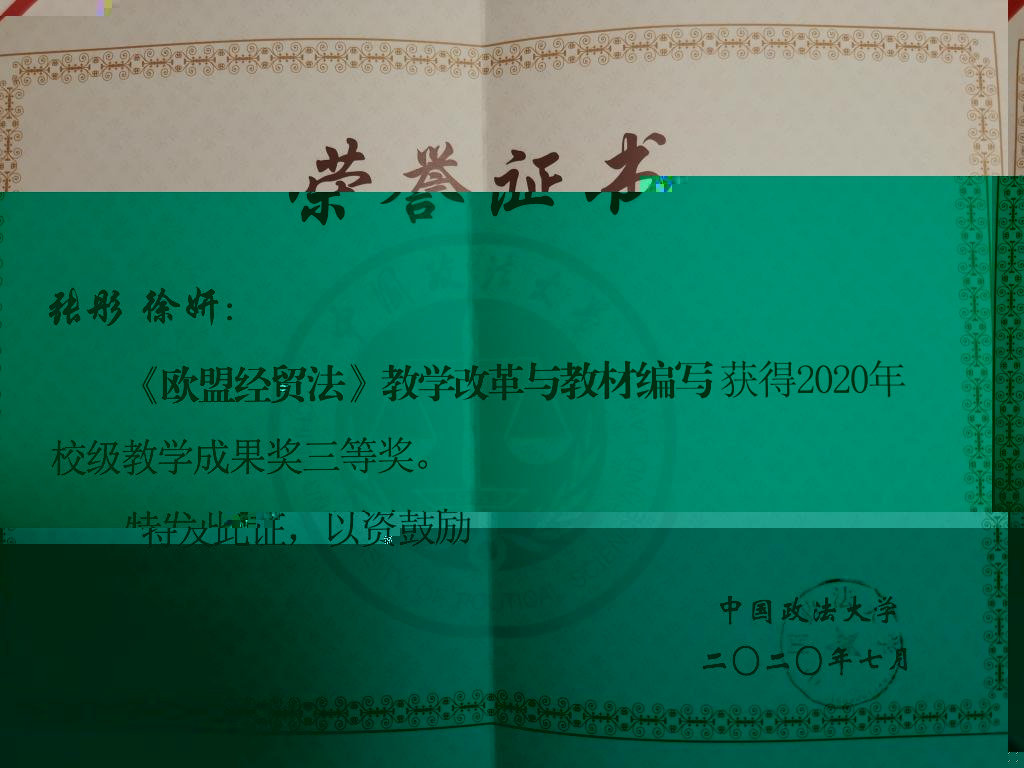 荣誉证书
张彤 徐妍：
《欧盟经贸法》教学改革与教材编写 获得2020年
校级教学成果奖三等奖。
特发此证，以资鼓励
中国政法大学
二〇二〇年七月